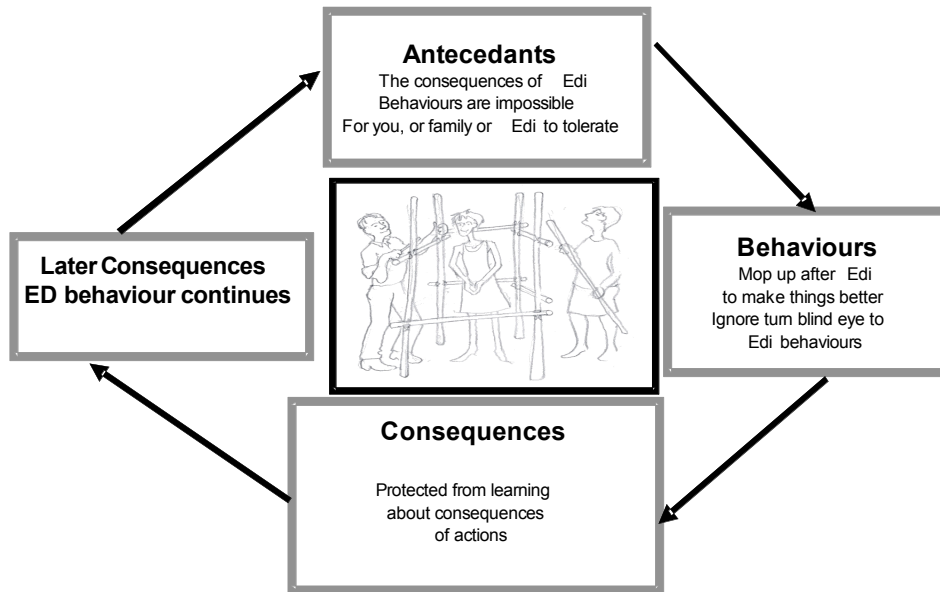 Antecedants
The consequences of Edi
Behaviours are impossible
For you, or family or Edi to tolerate
Behaviours
Mop up after Edi
to make things better
Ignore turn blind eye to
Edi behaviours
Consequences
Protected from learning
about consequences
of actions
Later Consequences
ED behaviour continues